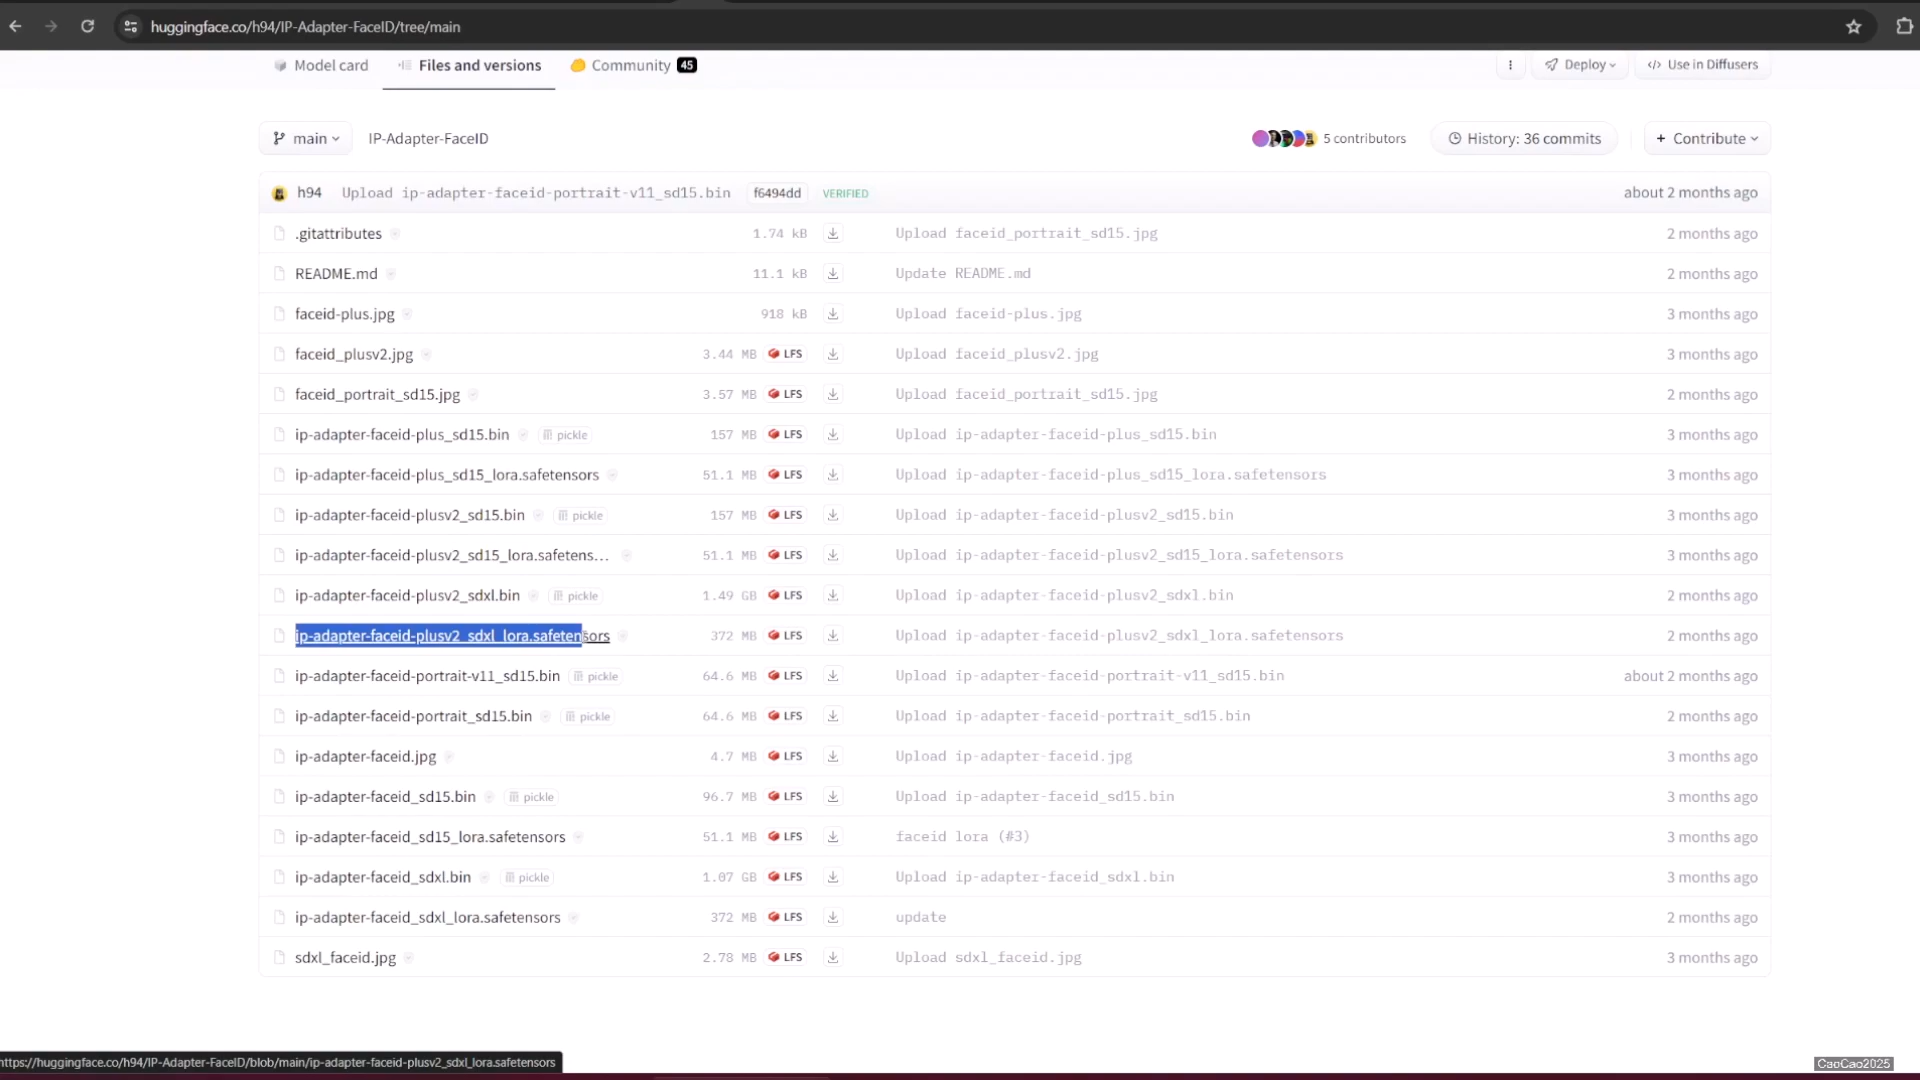 huggingface.co/h94/IP-Adapter-FaceID/tree/main
Model card Files and versions Community 45 Deploy Use in Diffusers
main IP-Adapter-FaceID 5 contributors History: 36 commits + Contribute
h94 Upload ip-adapter-faceid-portrait-v11_sd15.bin f6494dd VERIFIED about 2 months ago
.gitattributes 1.74 kB Upload faceid_portrait_sd15.jpg 2 months ago
README.md 11.1 kB Update README.md 2 months ago
faceid-plus.jpg 918 kB Upload faceid-plus.jpg 3 months ago
faceid_plusv2.jpg 3.44 MB LFS Upload faceid_plusv2.jpg 3 months ago
faceid_portrait_sd15.jpg 3.57 MB LFS Upload faceid_portrait_sd15.jpg 2 months ago
ip-adapter-faceid-plus_sd15.bin pickle 157 MB LFS Upload ip-adapter-faceid-plus_sd15.bin 3 months ago
ip-adapter-faceid-plus_sd15_lora.safetensors 51.1 MB LFS Upload ip-adapter-faceid-plus_sd15_lora.safetensors 3 months ago
ip-adapter-faceid-plusv2_sd15.bin pickle 157 MB LFS Upload ip-adapter-faceid-plusv2_sd15.bin 3 months ago
ip-adapter-faceid-plusv2_sd15_lora.safetens... 51.1 MB LFS Upload ip-adapter-faceid-plusv2_sd15_lora.safetensors 3 months ago
ip-adapter-faceid-plusv2_sdxl.bin pickle 1.49 GB LFS Upload ip-adapter-faceid-plusv2_sdxl.bin 2 months ago
ip-adapter-faceid-plusv2_sdxl_lora.safetensors 372 MB LFS Upload ip-adapter-faceid-plusv2_sdxl_lora.safetensors 2 months ago
ip-adapter-faceid-portrait-v11_sd15.bin pickle 64.6 MB LFS Upload ip-adapter-faceid-portrait-v11_sd15.bin about 2 months ago
ip-adapter-faceid-portrait_sd15.bin pickle 64.6 MB LFS Upload ip-adapter-faceid-portrait_sd15.bin 2 months ago
ip-adapter-faceid.jpg 4.7 MB LFS Upload ip-adapter-faceid.jpg 3 months ago
ip-adapter-faceid_sd15.bin pickle 96.7 MB LFS Upload ip-adapter-faceid_sd15.bin 3 months ago
ip-adapter-faceid_sd15_lora.safetensors 51.1 MB LFS faceid lora (#3) 3 months ago
ip-adapter-faceid_sdxl.bin pickle 1.07 GB LFS Upload ip-adapter-faceid_sdxl.bin 3 months ago
ip-adapter-faceid_sdxl_lora.safetensors 372 MB LFS update 2 months ago
sdxl_faceid.jpg 2.78 MB LFS Upload sdxl_faceid.jpg 3 months ago
https://huggingface.co/h94/IP-Adapter-FaceID/blob/main/ip-adapter-faceid-plusv2_sdxl_lora.safetensors
CaoCao2025